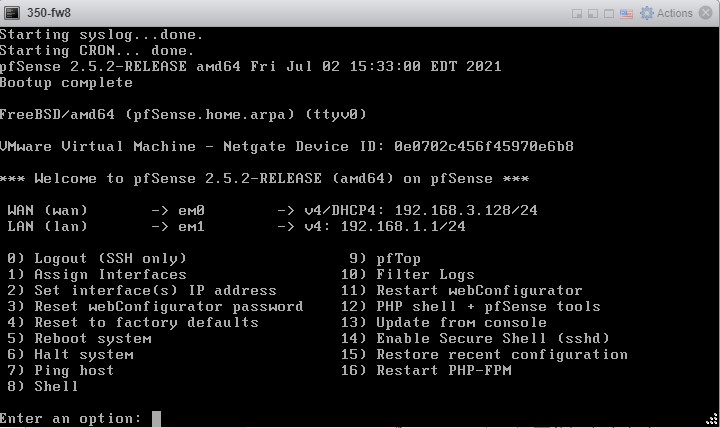 350-fw8 Actions
Starting syslog...done.
Starting CRON... done.
pfSense 2.5.2-RELEASE amd64 Fri Jul 02 15:33:00 EDT 2021
Bootup complete
FreeBSD/amd64 (pfSense.home.arpa) (ttyv0)
VMware Virtual Machine - Netgate Device ID: 0e0702c456f45970e6b8
*** Welcome to pfSense 2.5.2-RELEASE (amd64) on pfSense ***
WAN (wan) -> em0 -> v4/DHCP4: 192.168.3.128/24
LAN (lan) -> em1 -> v4: 192.168.1.1/24
0) Logout (SSH only) 9) pfTop
1) Assign Interfaces 10) Filter Logs
2) Set interface(s) IP address 11) Restart webConfigurator
3) Reset webConfigurator password 12) PHP shell + pfSense tools
4) Reset to factory defaults 13) Update from console
5) Reboot system 14) Enable Secure Shell (sshd)
6) Halt system 15) Restore recent configuration
7) Ping host 16) Restart PHP-FPM
8) Shell
Enter an option: